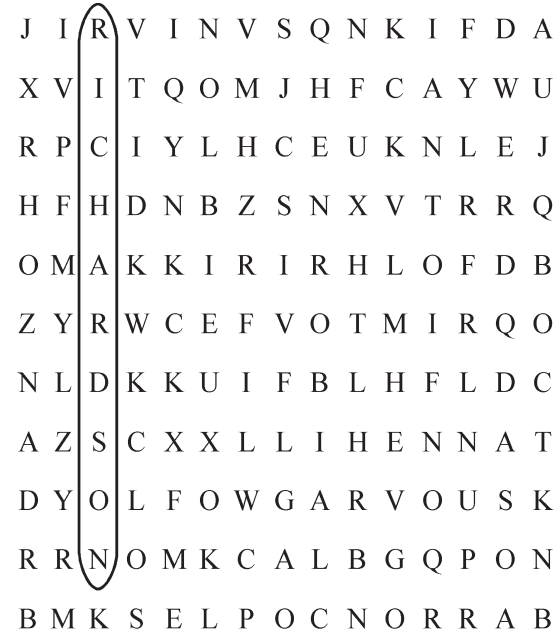 J I R V I N V S Q N K I F D A
X V I T Q O M J H F C A Y W U
R P C I Y L H C E U K N L E J
H F H D N B Z S N X V T R R Q
O M A K K I R I R H L O F D B
Z Y R W C E F V O T M I R Q O
N L D K K U I F B L H F L D C
A Z S C X X L L I H E N N A T
D Y O L F O W G A R V O U S K
R R N O M K C A L B G Q P O N
B M K S E L P O C N O R R A B